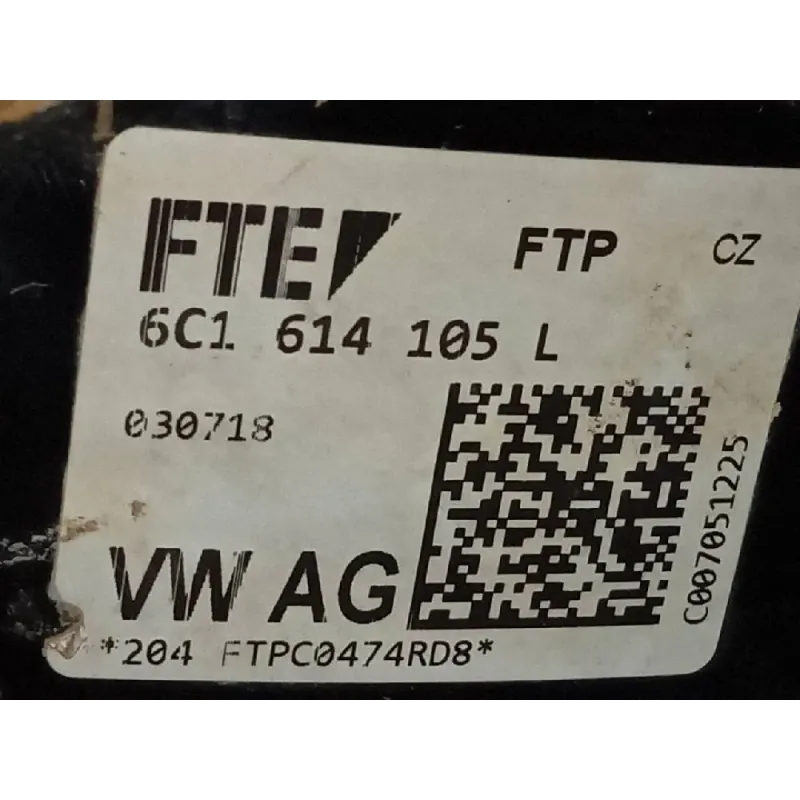 FTE FTP CZ
6C1 614 105 L
030718
C007051225
VW AG
*204 FTPC0474RD8*